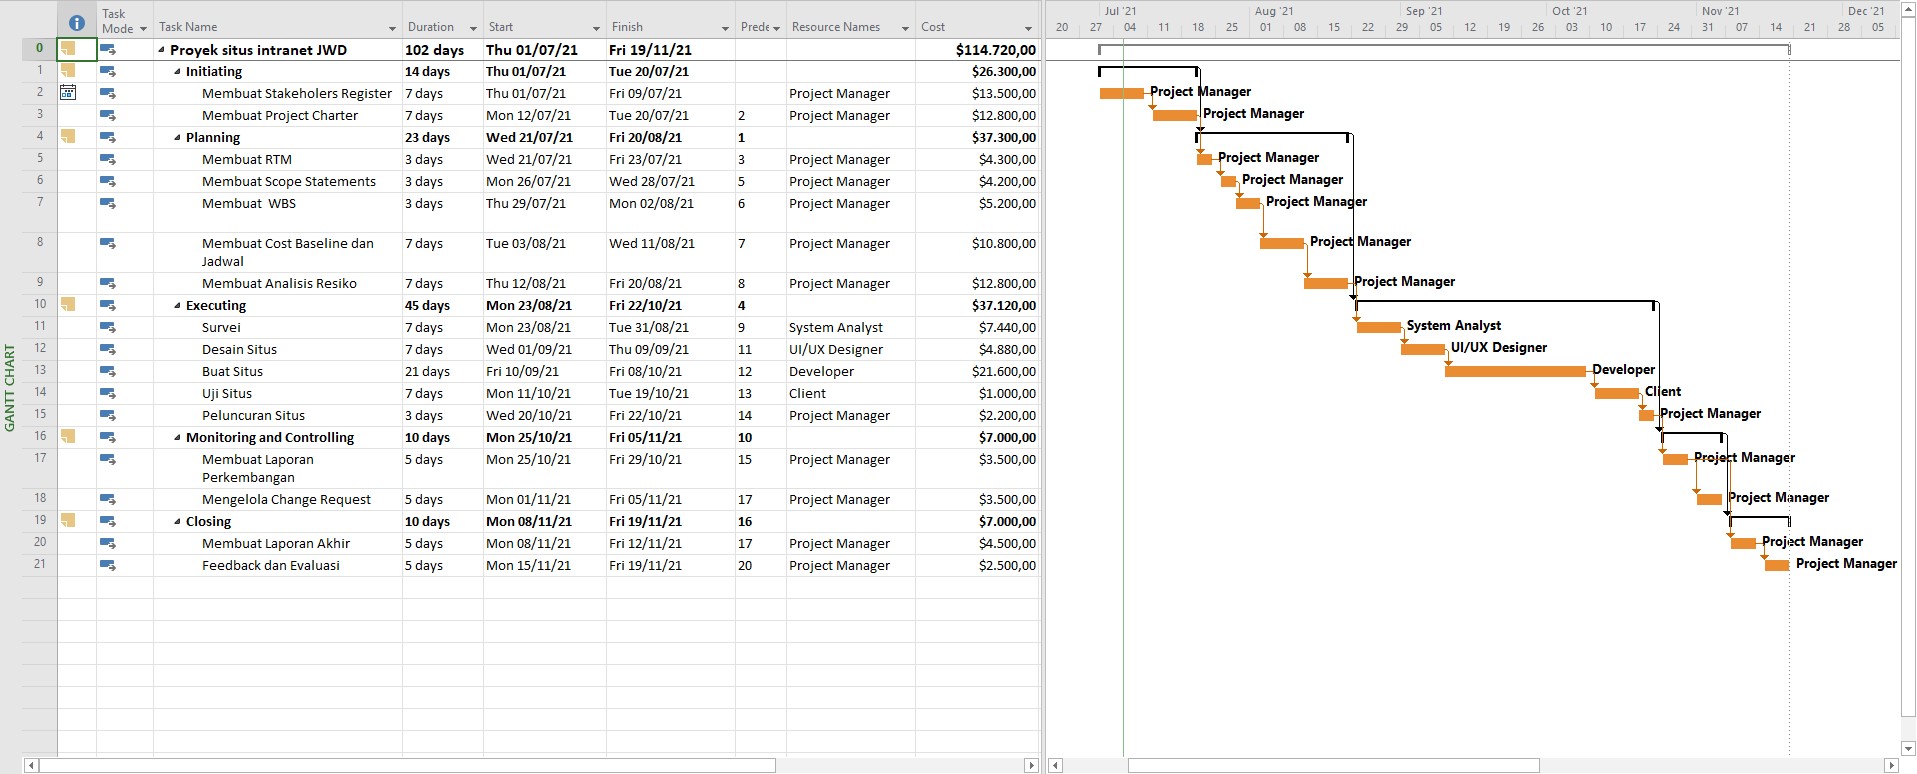 Task Mode Task Name Duration Start Finish Prede Resource Names Cost
0 Proyek situs intranet JWD 102 days Thu 01/07/21 Fri 19/11/21 $114.720,00
1 Initiating 14 days Thu 01/07/21 Tue 20/07/21 $26.300,00
2 Membuat Stakeholers Register 7 days Thu 01/07/21 Fri 09/07/21 Project Manager $13.500,00
3 Membuat Project Charter 7 days Mon 12/07/21 Tue 20/07/21 2 Project Manager $12.800,00
4 Planning 23 days Wed 21/07/21 Fri 20/08/21 1 $37.300,00
5 Membuat RTM 3 days Wed 21/07/21 Fri 23/07/21 3 Project Manager $4.300,00
6 Membuat Scope Statements 3 days Mon 26/07/21 Wed 28/07/21 5 Project Manager $4.200,00
7 Membuat  WBS 3 days Thu 29/07/21 Mon 02/08/21 6 Project Manager $5.200,00
8 Membuat Cost Baseline dan Jadwal 7 days Tue 03/08/21 Wed 11/08/21 7 Project Manager $10.800,00
9 Membuat Analisis Resiko 7 days Thu 12/08/21 Fri 20/08/21 8 Project Manager $12.800,00
10 Executing 45 days Mon 23/08/21 Fri 22/10/21 4 $37.120,00
11 Survei 7 days Mon 23/08/21 Tue 31/08/21 9 System Analyst $7.440,00
12 Desain Situs 7 days Wed 01/09/21 Thu 09/09/21 11 UI/UX Designer $4.880,00
13 Buat Situs 21 days Fri 10/09/21 Fri 08/10/21 12 Developer $21.600,00
14 Uji Situs 7 days Mon 11/10/21 Tue 19/10/21 13 Client $1.000,00
15 Peluncuran Situs 3 days Wed 20/10/21 Fri 22/10/21 14 Project Manager $2.200,00
16 Monitoring and Controlling 10 days Mon 25/10/21 Fri 05/11/21 10 $7.000,00
17 Membuat Laporan Perkembangan 5 days Mon 25/10/21 Fri 29/10/21 15 Project Manager $3.500,00
18 Mengelola Change Request 5 days Mon 01/11/21 Fri 05/11/21 17 Project Manager $3.500,00
19 Closing 10 days Mon 08/11/21 Fri 19/11/21 16 $7.000,00
20 Membuat Laporan Akhir 5 days Mon 08/11/21 Fri 12/11/21 17 Project Manager $4.500,00
21 Feedback dan Evaluasi 5 days Mon 15/11/21 Fri 19/11/21 20 Project Manager $2.500,00
GANTT CHART
Jul '21 Aug '21 Sep '21 Oct '21 Nov '21 Dec '21
20 27 04 11 18 25 01 08 15 22 29 05 12 19 26 03 10 17 24 31 07 14 21 28 05
Project Manager
Project Manager
Project Manager
Project Manager
Project Manager
Project Manager
Project Manager
System Analyst
UI/UX Designer
Developer
Client
Project Manager
Project Manager
Project Manager
Project Manager
Project Manager